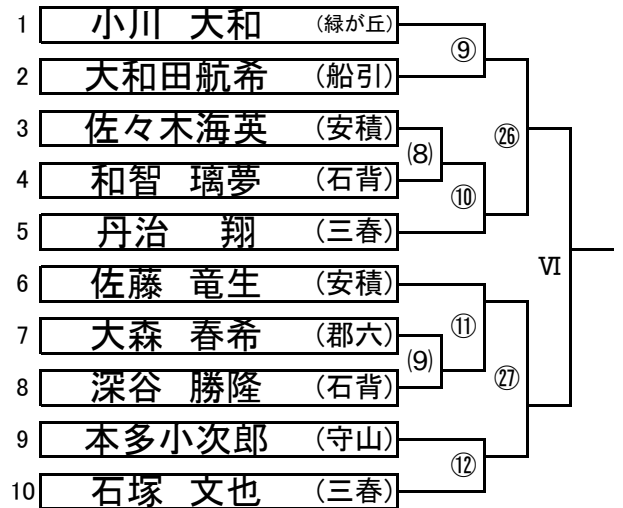 1 小川 大和 (緑が丘)
⑨
2 大和田航希 (船引)
3 佐々木海英 (安積)
㉖
(8)
4 和智 璃夢 (石背)
⑩
5 丹治 翔 (三春)
Ⅵ
6 佐藤 竜生 (安積)
⑪
7 大森 春希 (郡六)
(9)
㉗
8 深谷 勝隆 (石背)
9 本多小次郎 (守山)
⑫
10 石塚 文也 (三春)